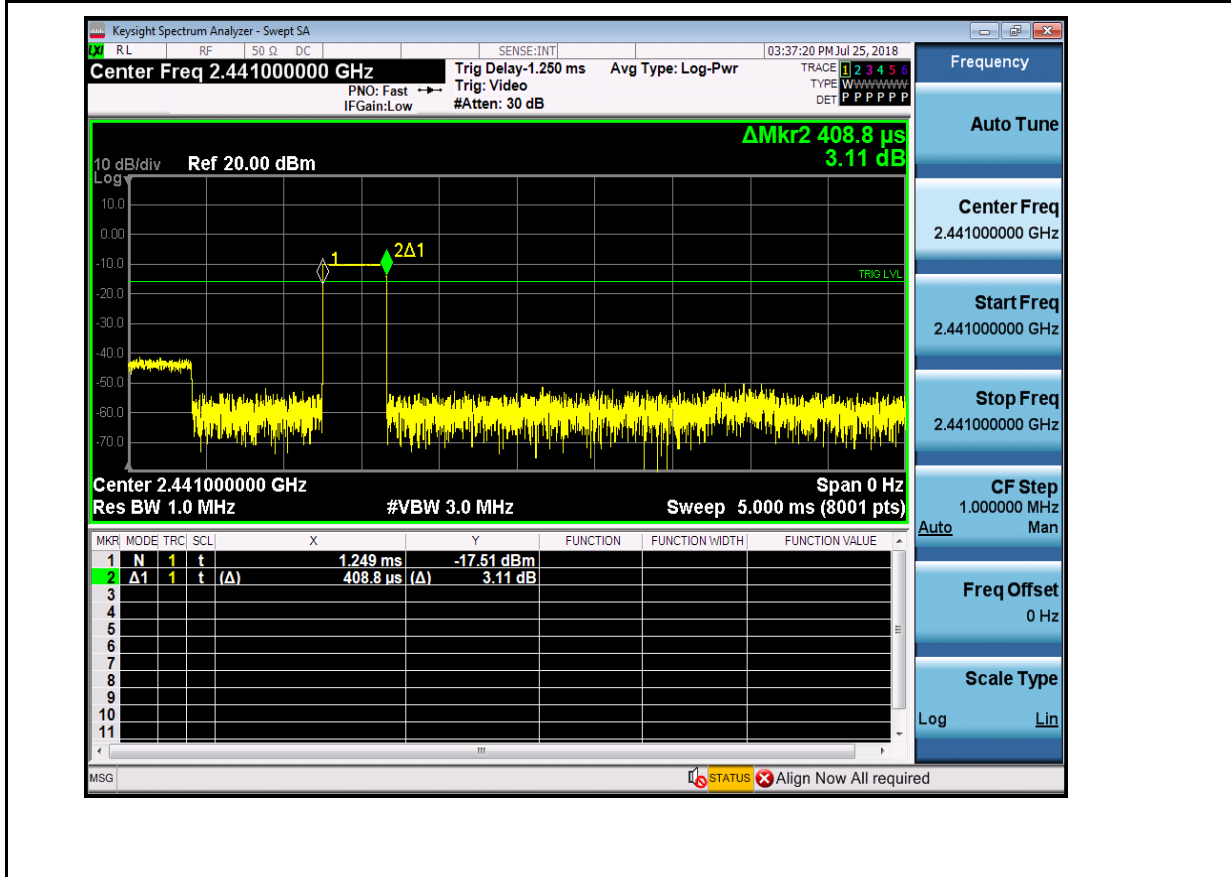 Keysight Spectrum Analyzer - Swept SA
LXI RL RF 50 Ω DC SENSE:INT 03:37:20 PM Jul 25, 2018
Center Freq 2.441000000 GHz
PNO: Fast
IFGain:Low
Trig Delay-1.250 ms
Trig: Video
#Atten: 30 dB
Avg Type: Log-Pwr
TRACE 1 2 3 4 5 6
TYPE WWWWWW
DET P P P P P P
ΔMkr2 408.8 µs
3.11 dB
10 dB/div Ref 20.00 dBm
Log
10.0
0.00
-10.0
-20.0
-30.0
-40.0
-50.0
-60.0
-70.0
1
2Δ1
TRIG LVL
Center 2.441000000 GHz Span 0 Hz
Res BW 1.0 MHz #VBW 3.0 MHz Sweep 5.000 ms (8001 pts)
MKR MODE TRC SCL X Y FUNCTION FUNCTION WIDTH FUNCTION VALUE
1 N 1 t 1.249 ms -17.51 dBm
2 Δ1 1 t (Δ) 408.8 µs (Δ) 3.11 dB
3
4
5
6
7
8
9
10
11
MSG STATUS Align Now All required
Frequency
Auto Tune
Center Freq
2.441000000 GHz
Start Freq
2.441000000 GHz
Stop Freq
2.441000000 GHz
CF Step
1.000000 MHz
Auto Man
Freq Offset
0 Hz
Scale Type
Log Lin